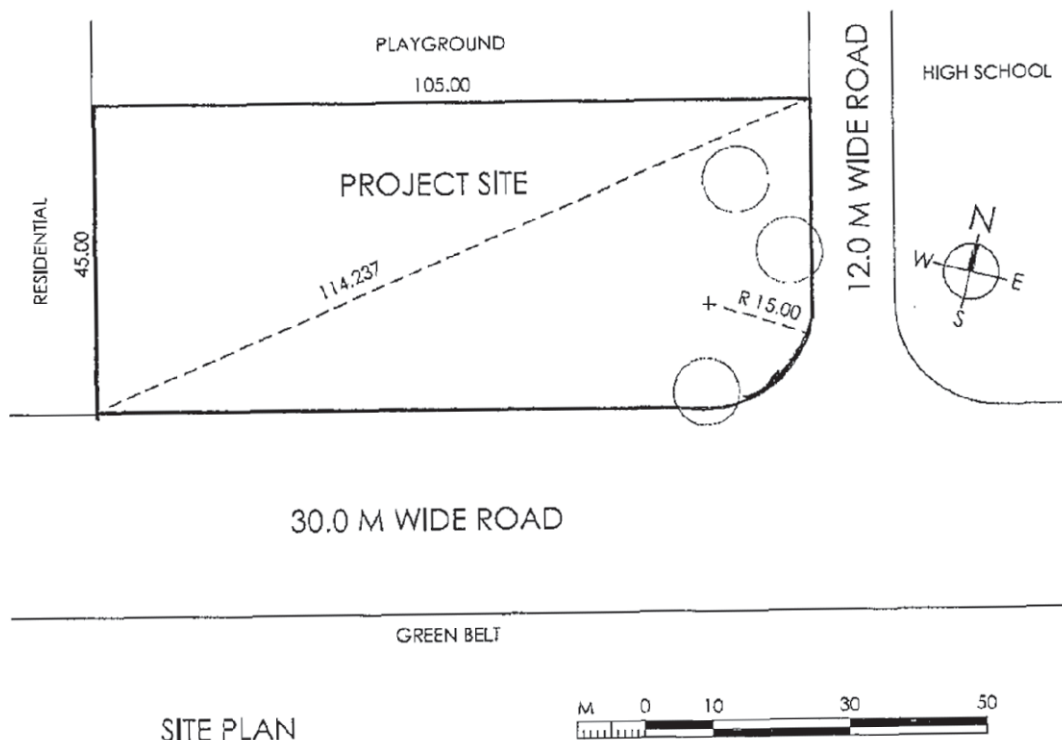 PLAYGROUND
105.00
HIGH SCHOOL
12.0 M WIDE ROAD
PROJECT SITE
RESIDENTIAL
45.00
114.237
R 15.00
N
W
E
S
30.0 M WIDE ROAD
GREEN BELT
SITE PLAN
M 0 10 30 50